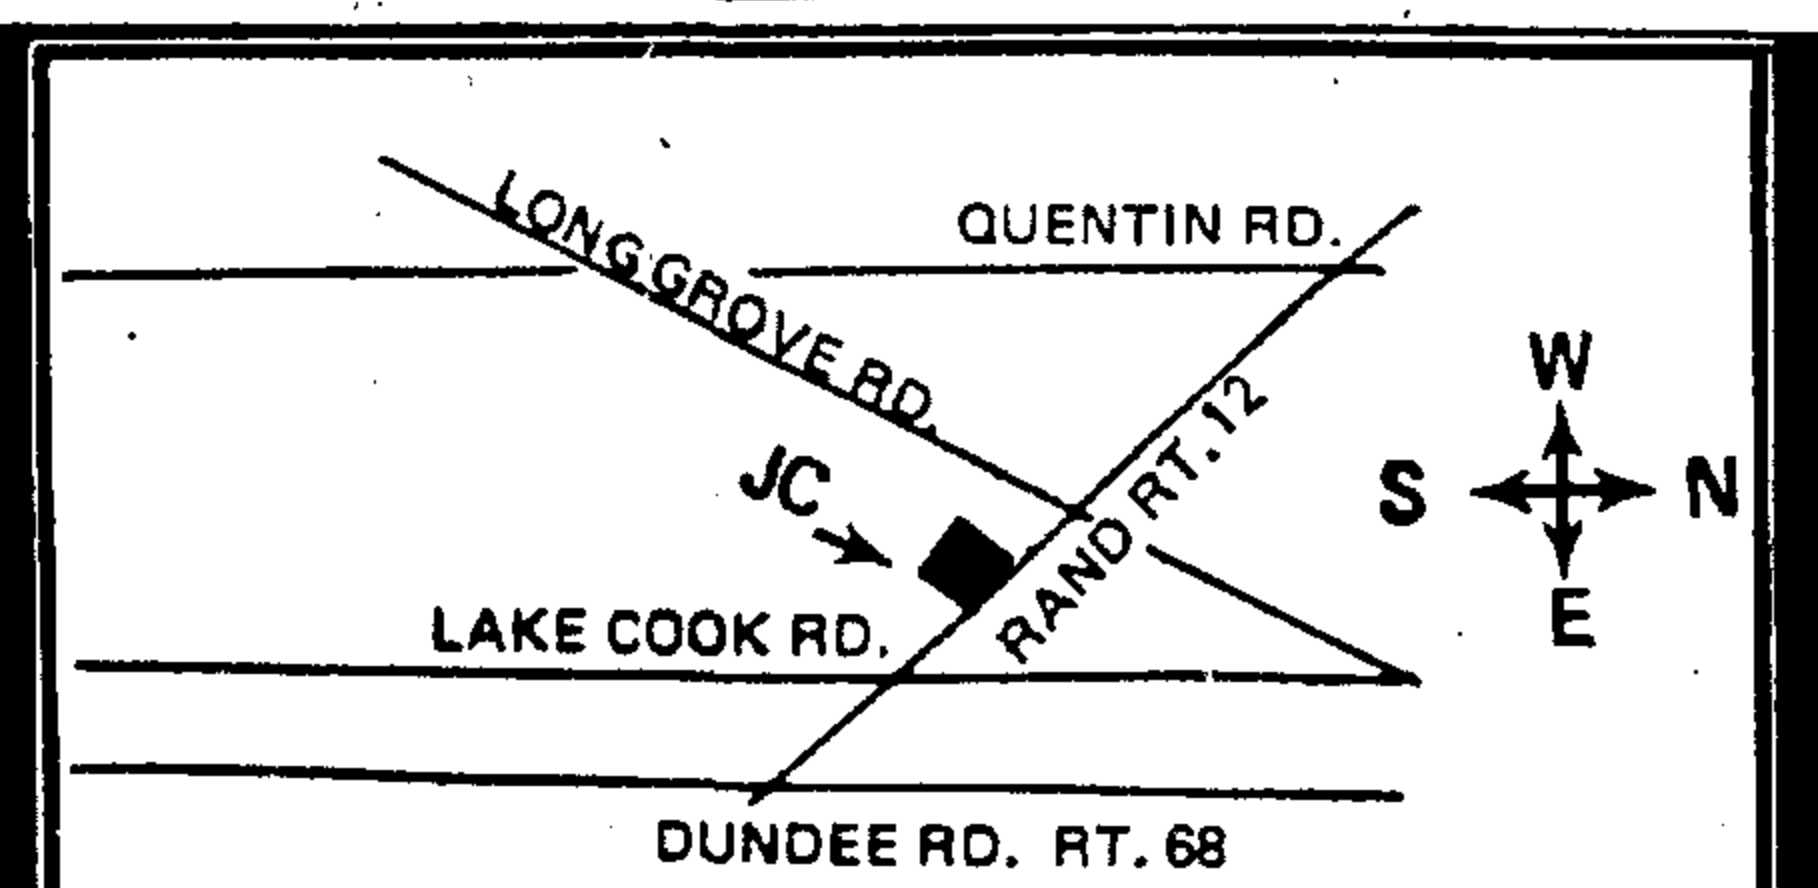 LONG GROVE RD.
QUENTIN RD.
W
RAND RT. 12
JC
S
N
E
LAKE COOK RD.
DUNDEE RD. RT. 68